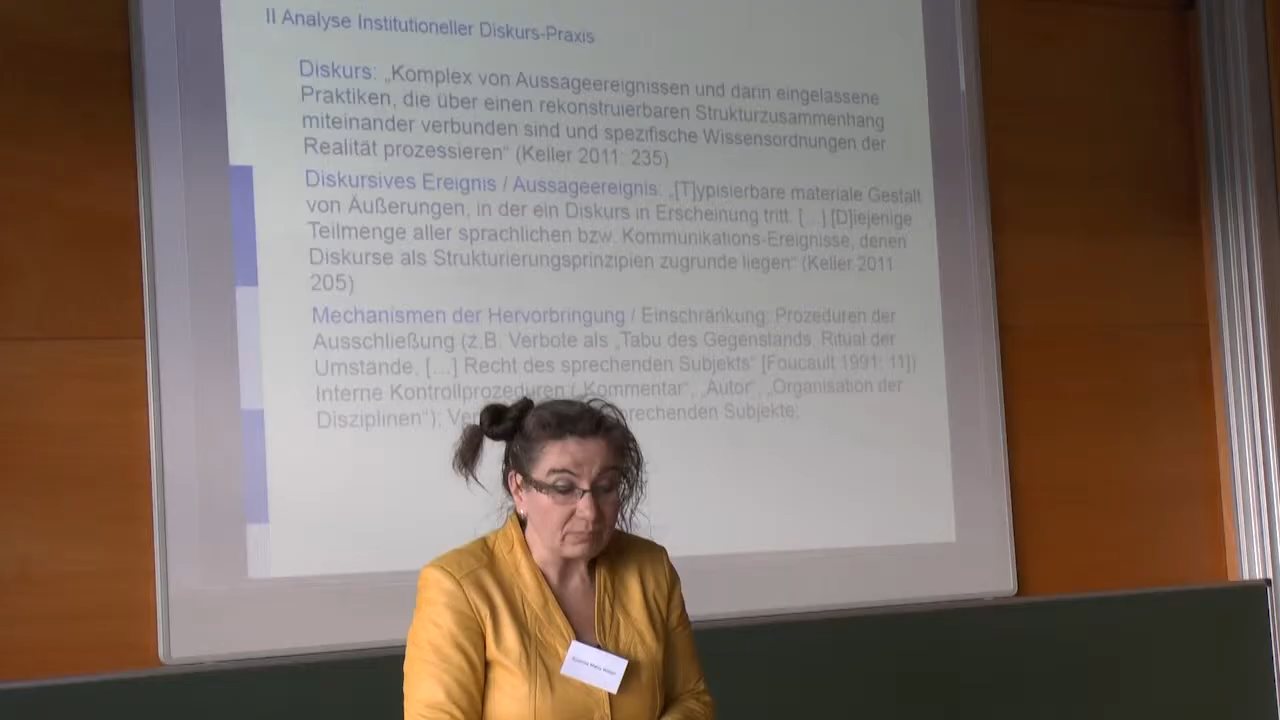 II Analyse Institutioneller Diskurs-Praxis
Diskurs: „Komplex von Aussageereignissen und darin eingelassene
Praktiken, die über einen rekonstruierbaren Strukturzusammenhang
miteinander verbunden sind und spezifische Wissensordnungen der
Realität prozessieren“ (Keller 2011: 235)
Diskursives Ereignis / Aussageereignis: „[T]ypisierbare materiale Gestalt
von Äußerungen, in der ein Diskurs in Erscheinung tritt. [...] [D]iejenige
Teilmenge aller sprachlichen bzw. Kommunikations-Ereignisse, denen
Diskurse als Strukturierungsprinzipien zugrunde liegen“ (Keller 2011
205)
Mechanismen der Hervorbringung / Einschränkung: Prozeduren der
Ausschließung (z.B. Verbote als „Tabu des Gegenstands, Ritual der
Umstände, [...] Recht des sprechenden Subjekts“ [Foucault 1991: 11])
Interne Kontrollprozeduren („Kommentar“, „Autor“, „Organisation der
Disziplinen“); sprechenden Subjekte;